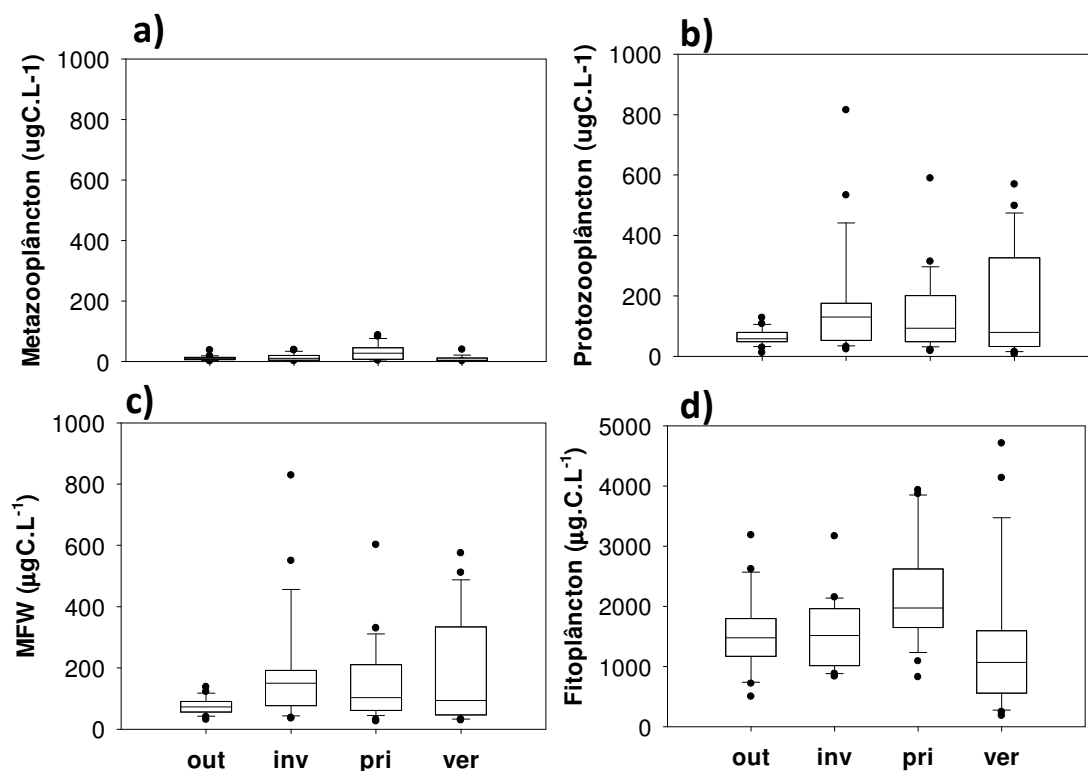 a)
Metazooplâncton (ugC.L-1)
1000
800
600
400
200
0
b)
Protozooplâncton (ugC.L-1)
1000
800
600
400
200
0
c)
MFW (µgC.L⁻¹)
1000
800
600
400
200
0
out inv pri ver
d)
Fitoplâncton (µg.C.L⁻¹)
5000
4000
3000
2000
1000
0
out inv pri ver